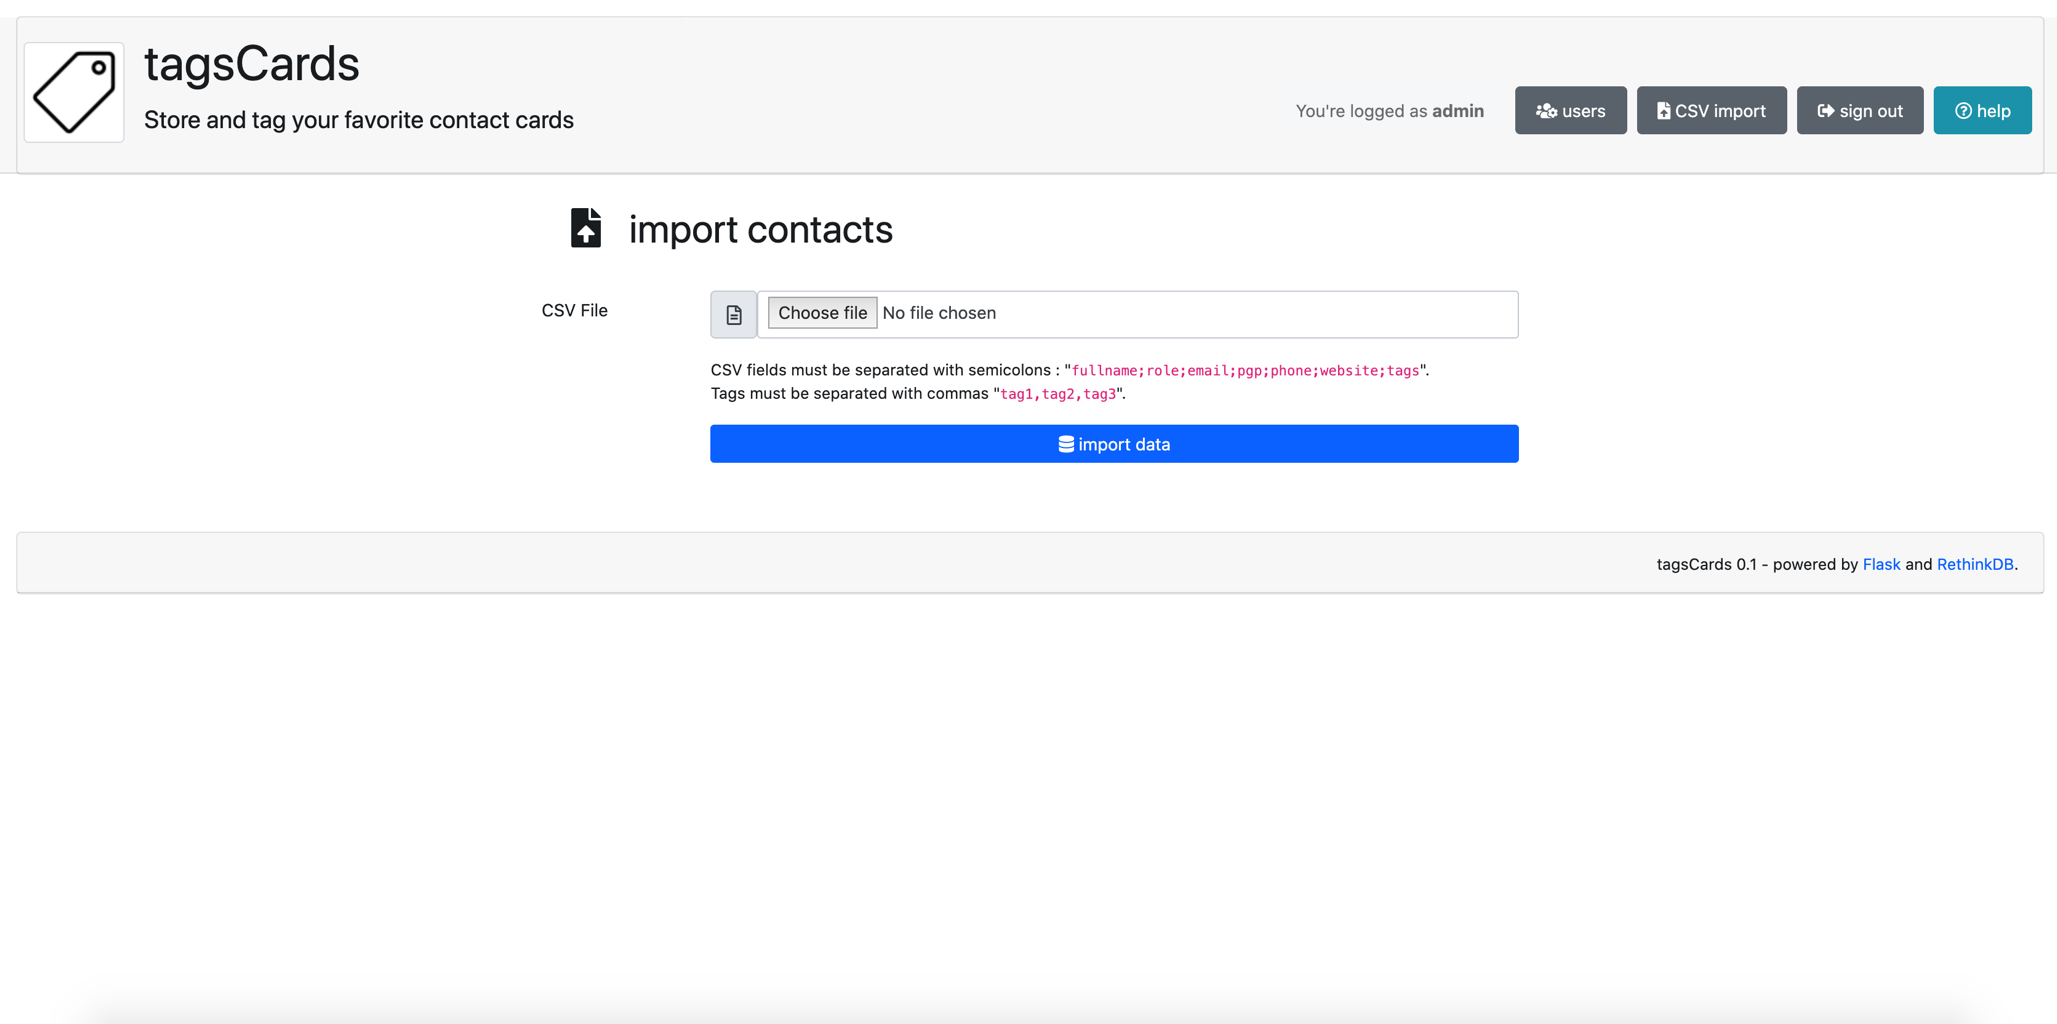 tagsCards
Store and tag your favorite contact cards
You're logged as admin
users
CSV import
sign out
help
import contacts
CSV File
Choose file No file chosen
CSV fields must be separated with semicolons : "fullname;role;email;pgp;phone;website;tags".
Tags must be separated with commas "tag1,tag2,tag3".
import data
tagsCards 0.1 - powered by Flask and RethinkDB.